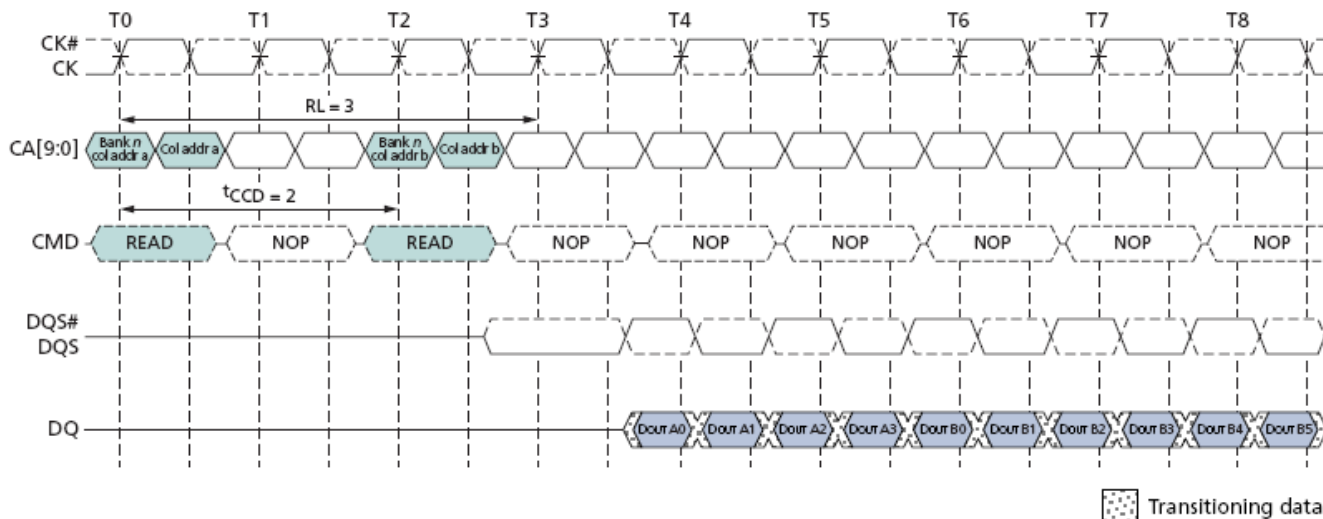 T0 T1 T2 T3 T4 T5 T6 T7 T8
CK#
CK
RL = 3
CA[9:0]
Bank n
col addr a
Col addr a
Bank n
col addr b
Col addr b
tCCD = 2
CMD READ NOP READ NOP NOP NOP NOP NOP NOP
DQS#
DQS
DQ DOUT A0 DOUT A1 DOUT A2 DOUT A3 DOUT B0 DOUT B1 DOUT B2 DOUT B3 DOUT B4 DOUT B5
Transitioning data